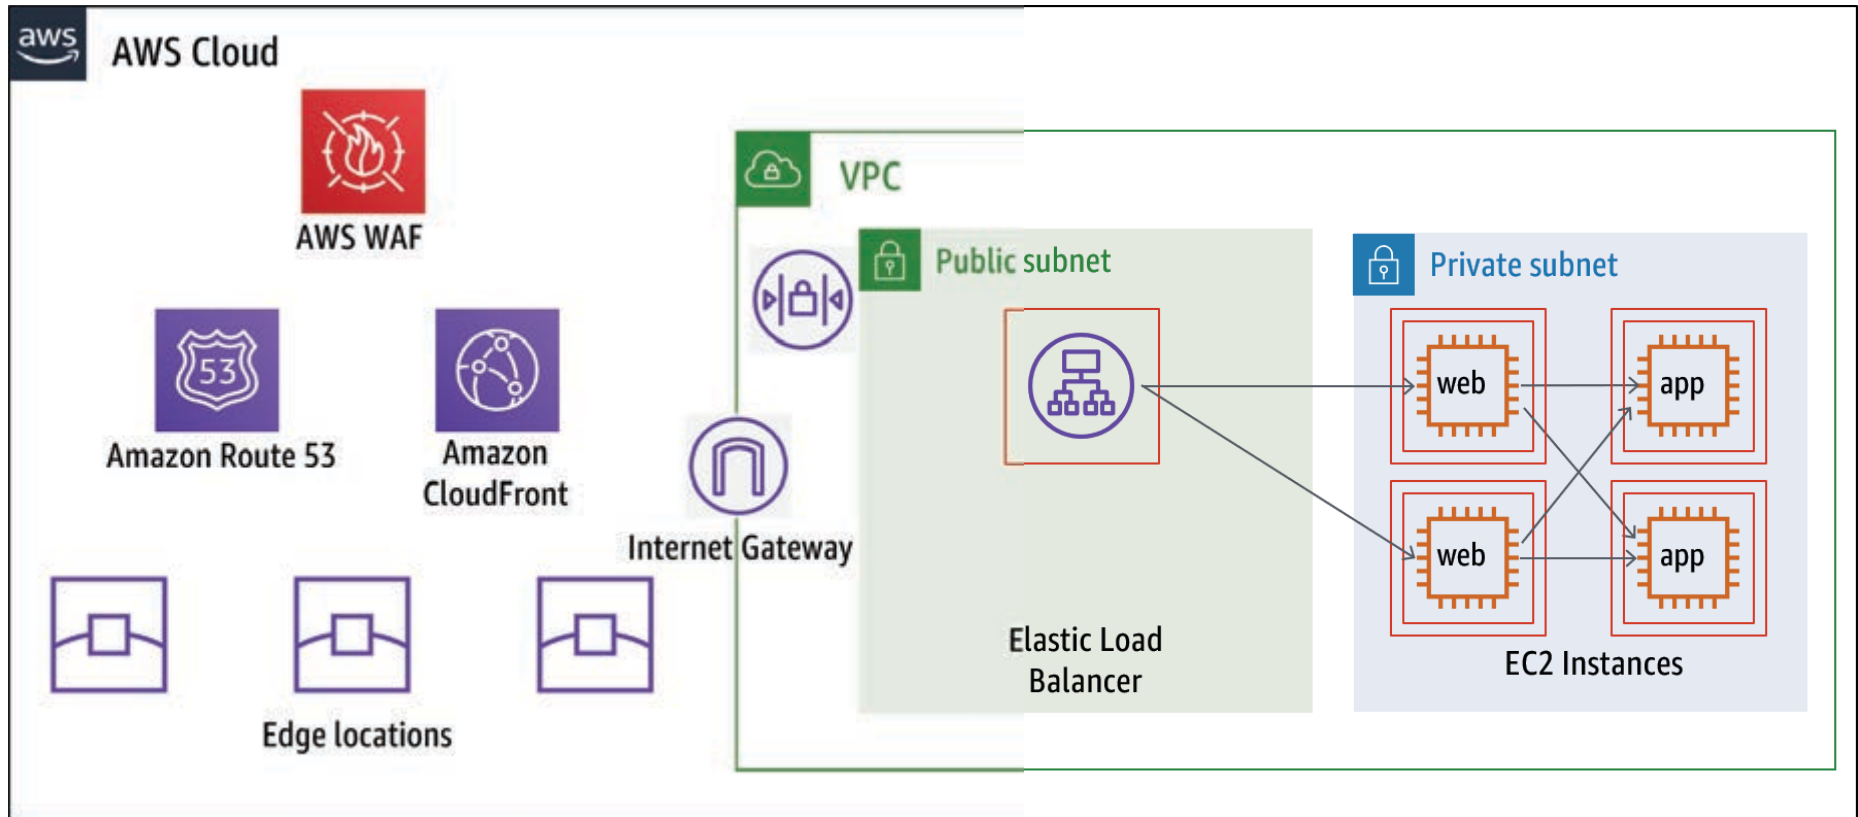 aws
AWS Cloud
AWS WAF
VPC
Public subnet
Private subnet
53
Amazon Route 53
Amazon
CloudFront
Internet Gateway
web
app
web
app
Elastic Load
Balancer
EC2 Instances
Edge locations